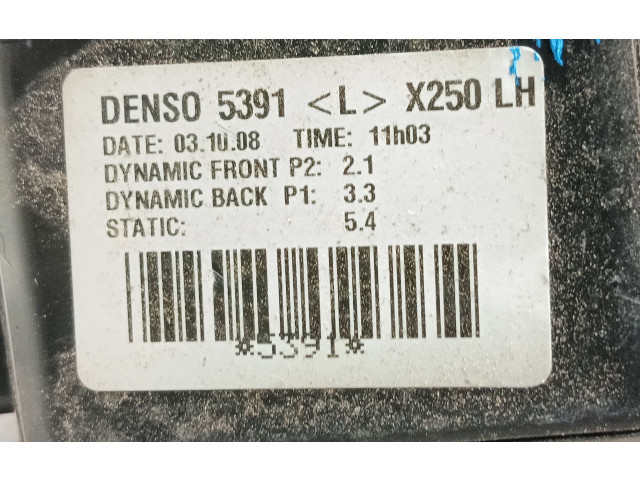 DENSO 5391 <L> X250 LH
DATE: 03.10.08 TIME: 11h03
DYNAMIC FRONT P2: 2.1
DYNAMIC BACK P1: 3.3
STATIC: 5.4
*5391*